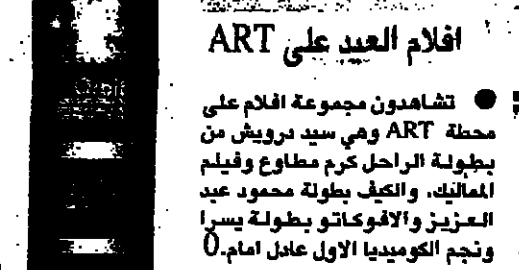 افلام العيد على ART
● تشاهدون مجموعة افلام على
محطة ART وهي سيد درويش من
بطولة الراحل كرم مطاوع وفيلم
المماليك. والكيف بطولة محمود عبد
العزيز والافوكاتو بطولة يسرا
ونجم الكوميديا الاول عادل امام.0